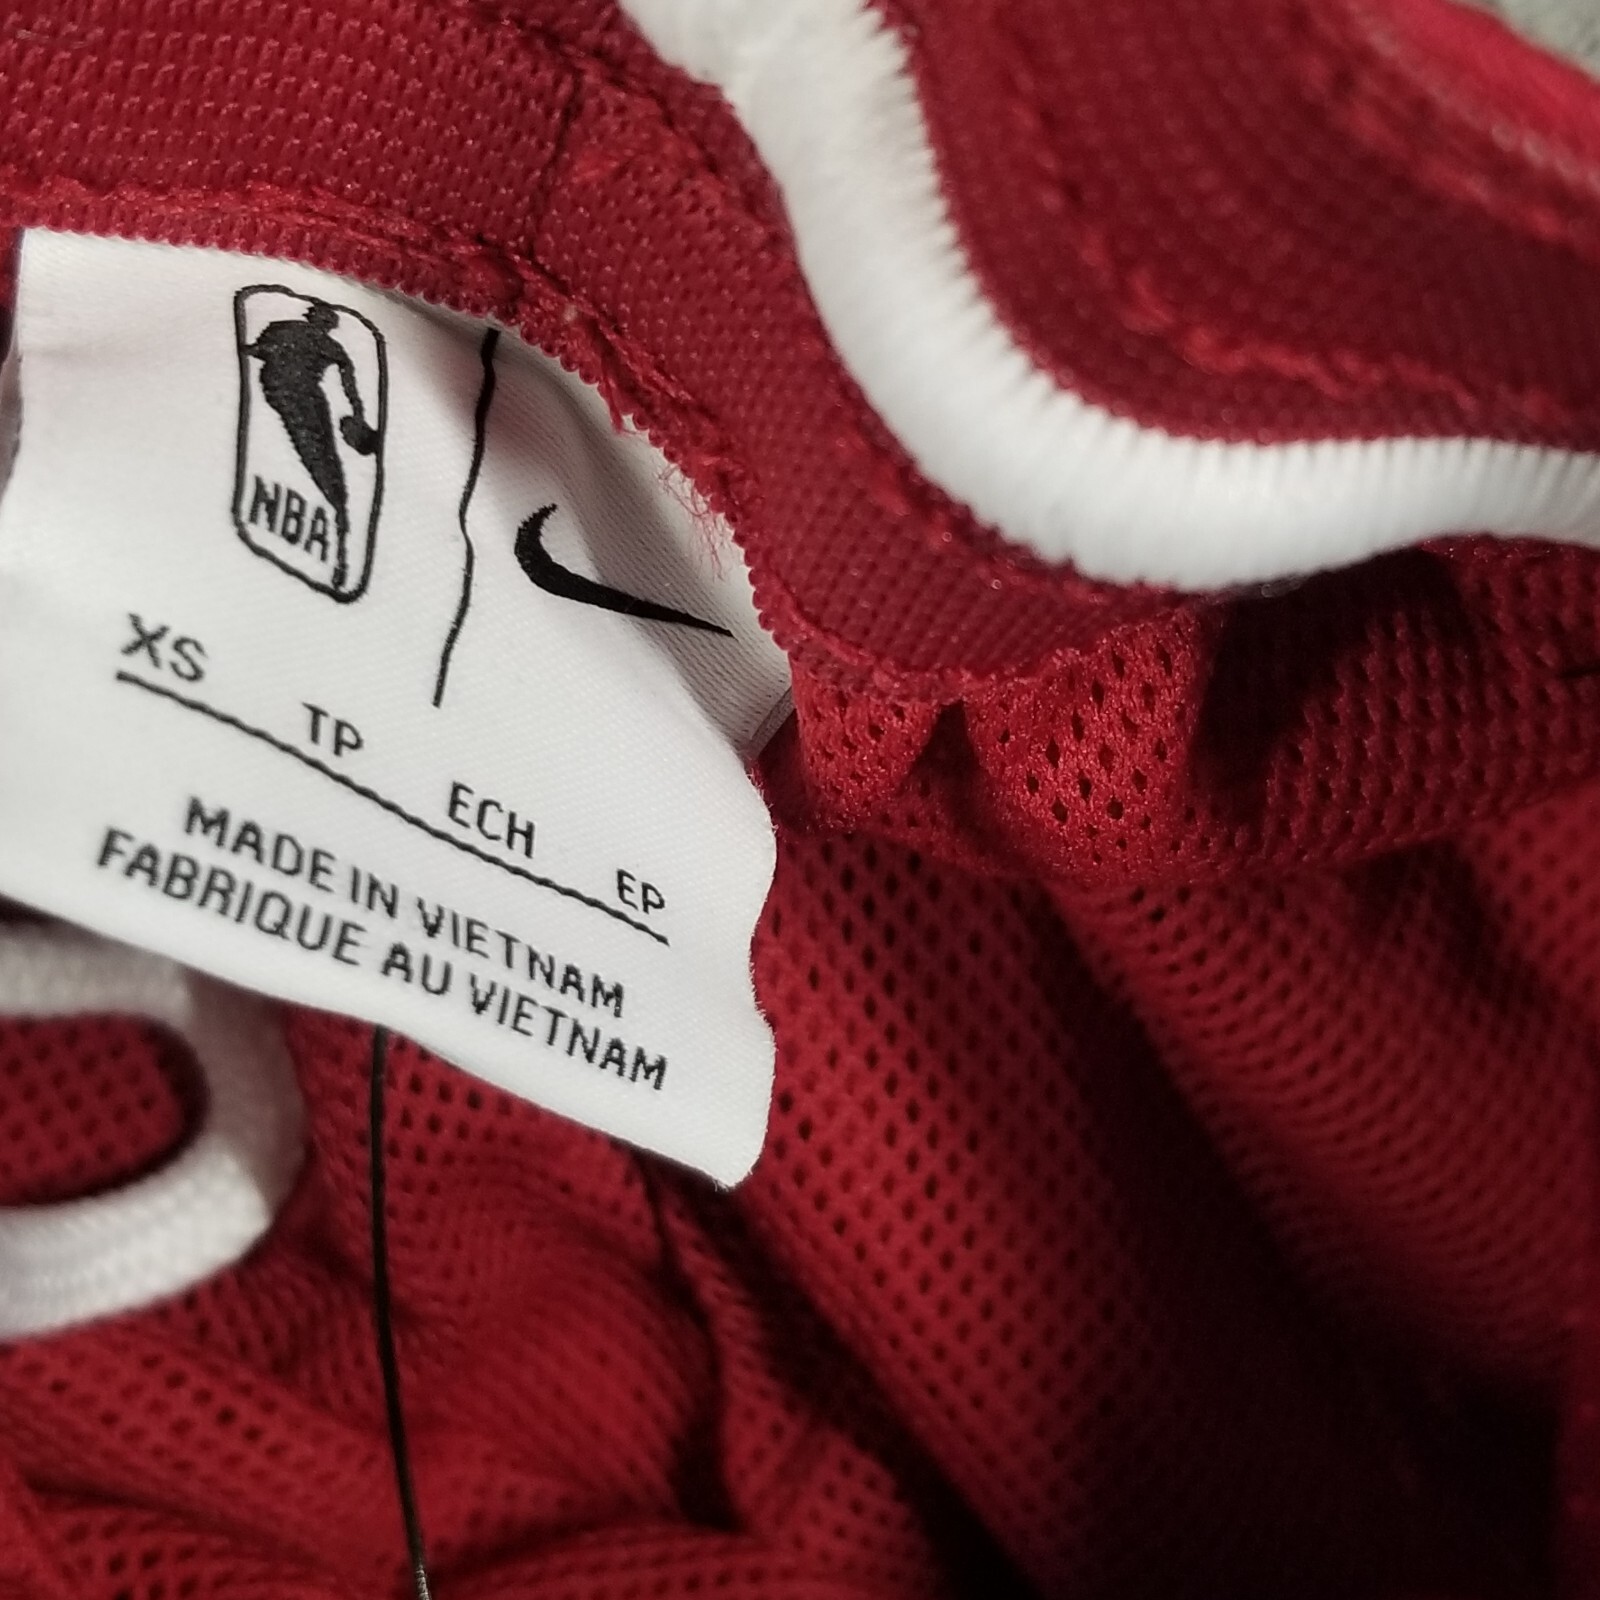 NBA
XS TP ECH EP
MADE IN VIETNAM
FABRIQUE AU VIETNAM